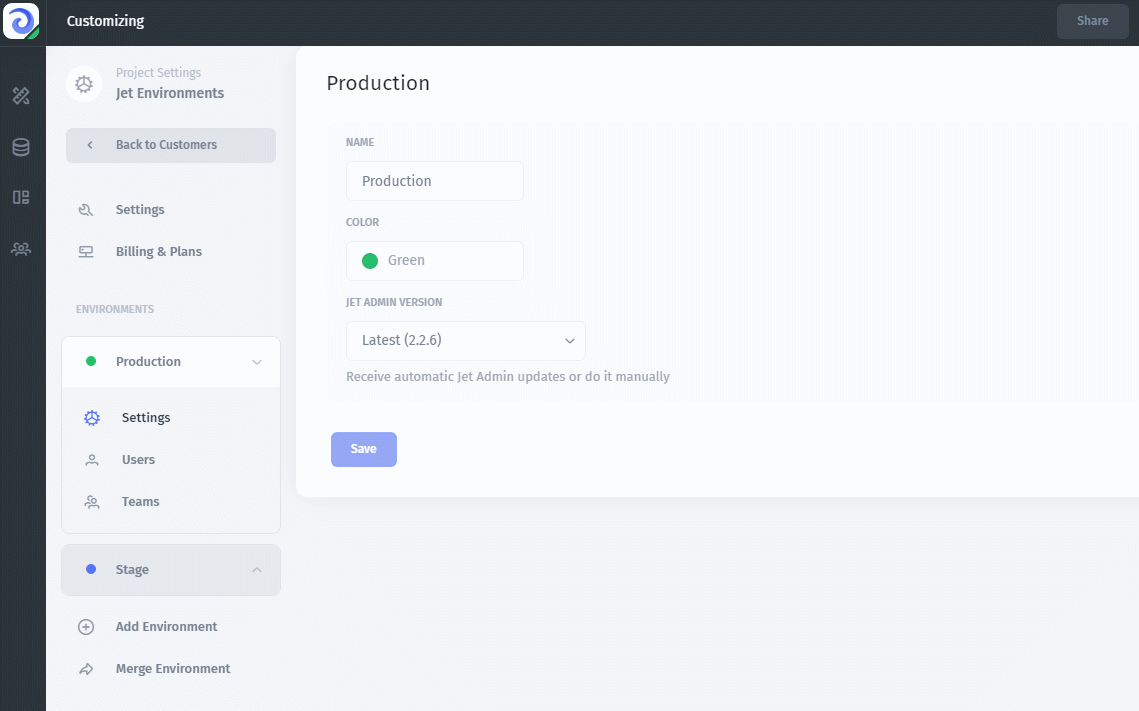 Customizing
Share
Project Settings
Jet Environments
Back to Customers
Settings
Billing & Plans
ENVIRONMENTS
Production
Settings
Users
Teams
Stage
Add Environment
Merge Environment
Production
NAME
Production
COLOR
Green
JET ADMIN VERSION
Latest (2.2.6)
Receive automatic Jet Admin updates or do it manually
Save